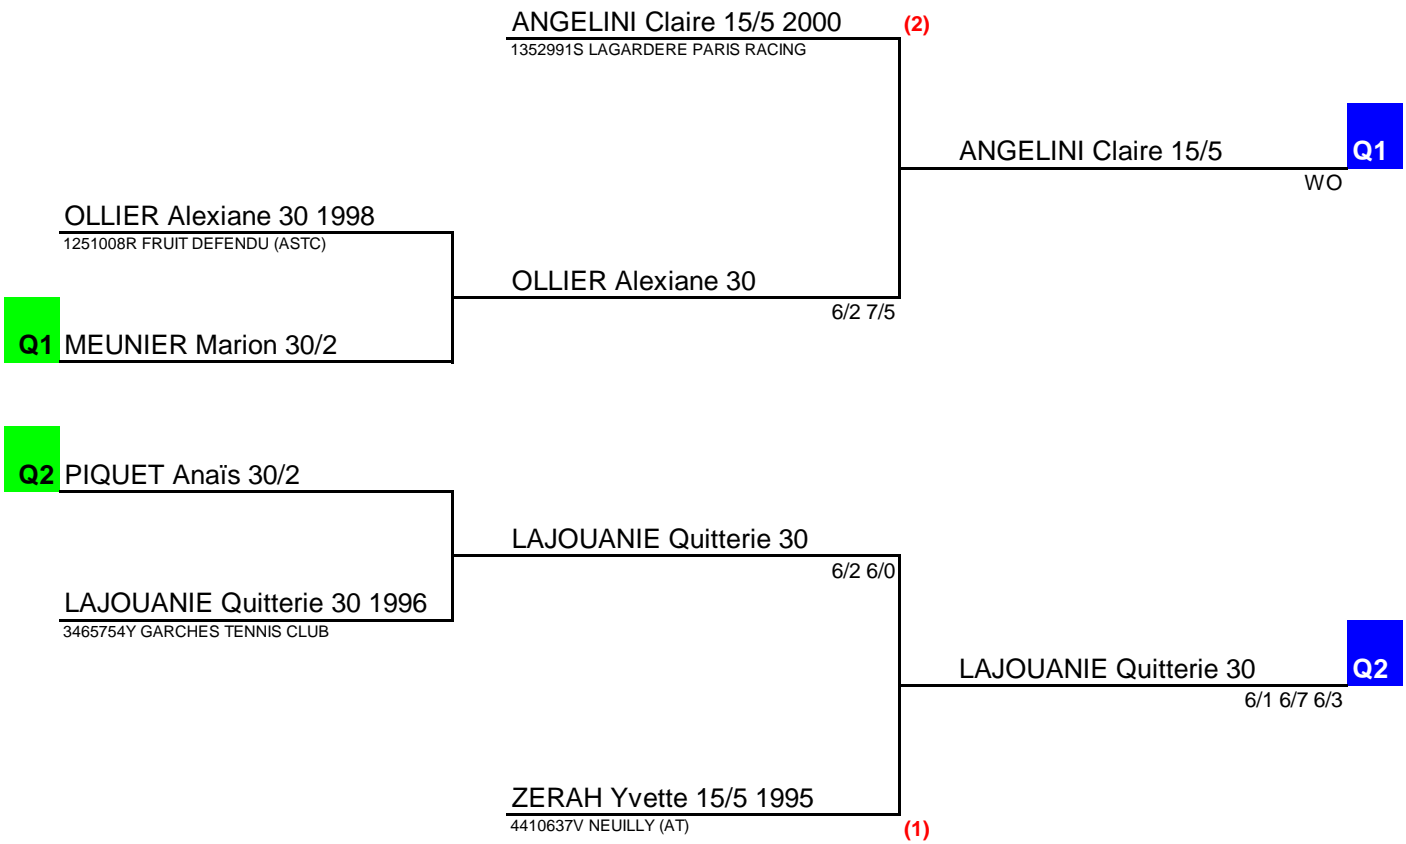 ANGELINI Claire 15/5 2000 (2)
1352991S LAGARDERE PARIS RACING
ANGELINI Claire 15/5 Q1
WO
OLLIER Alexiane 30 1998
1251008R FRUIT DEFENDU (ASTC)
OLLIER Alexiane 30
6/2 7/5
Q1 MEUNIER Marion 30/2
Q2 PIQUET Anaïs 30/2
LAJOUANIE Quitterie 30
6/2 6/0
LAJOUANIE Quitterie 30 1996
3465754Y GARCHES TENNIS CLUB
LAJOUANIE Quitterie 30 Q2
6/1 6/7 6/3
ZERAH Yvette 15/5 1995
4410637V NEUILLY (AT) (1)